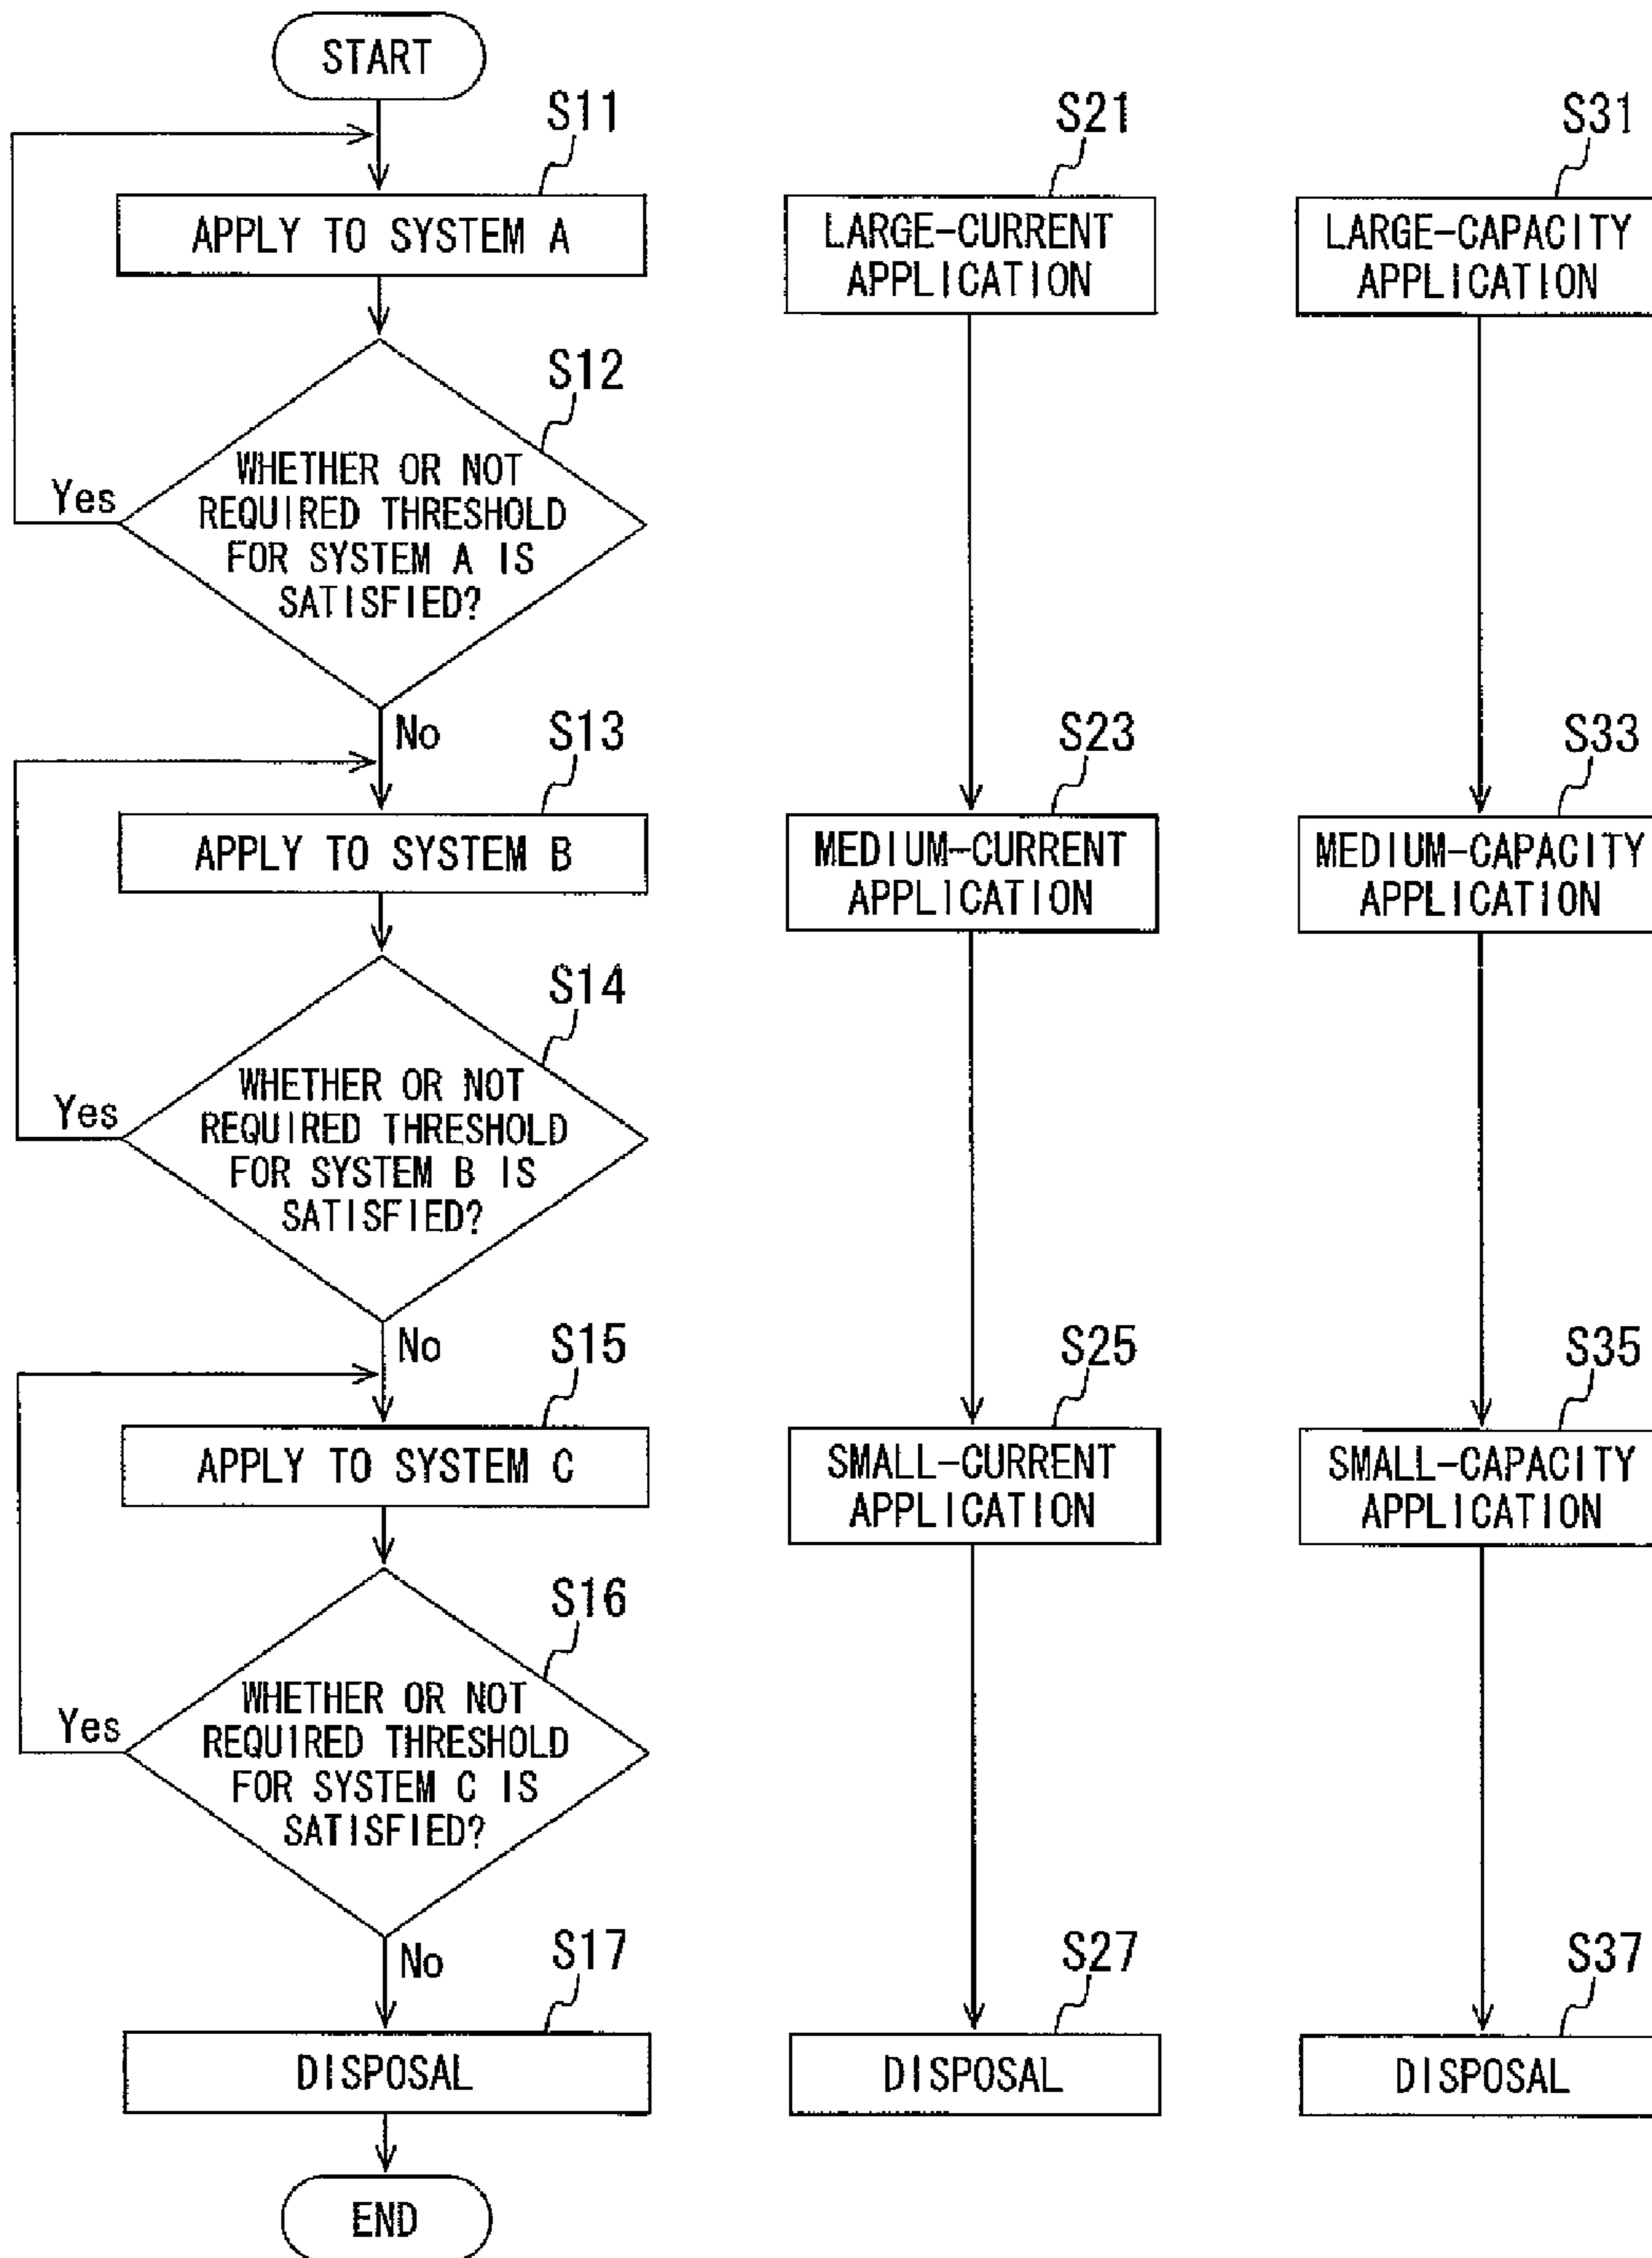 START
S11
APPLY TO SYSTEM A
S12
WHETHER OR NOT
REQUIRED THRESHOLD
FOR SYSTEM A IS
SATISFIED?
Yes
No
S13
APPLY TO SYSTEM B
S14
WHETHER OR NOT
REQUIRED THRESHOLD
FOR SYSTEM B IS
SATISFIED?
Yes
No
S15
APPLY TO SYSTEM C
S16
WHETHER OR NOT
REQUIRED THRESHOLD
FOR SYSTEM C IS
SATISFIED?
Yes
No
S17
DISPOSAL
END
S21
LARGE-CURRENT
APPLICATION
S23
MEDIUM-CURRENT
APPLICATION
S25
SMALL-CURRENT
APPLICATION
S27
DISPOSAL
S31
LARGE-CAPACITY
APPLICATION
S33
MEDIUM-CAPACITY
APPLICATION
S35
SMALL-CAPACITY
APPLICATION
S37
DISPOSAL